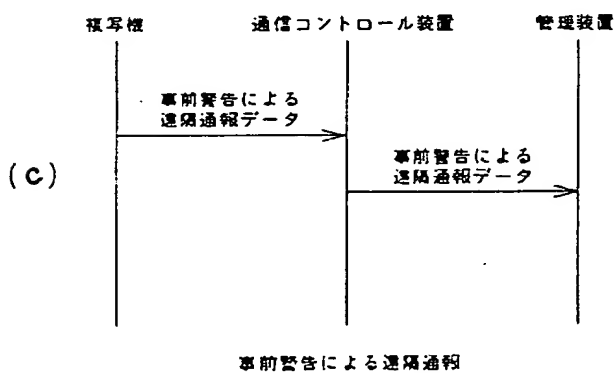 複写機 通信コントロール装置 管理装置
事前警告による
遠隔通報データ
事前警告による
遠隔通報データ
(c)
事前警告による遠隔通報